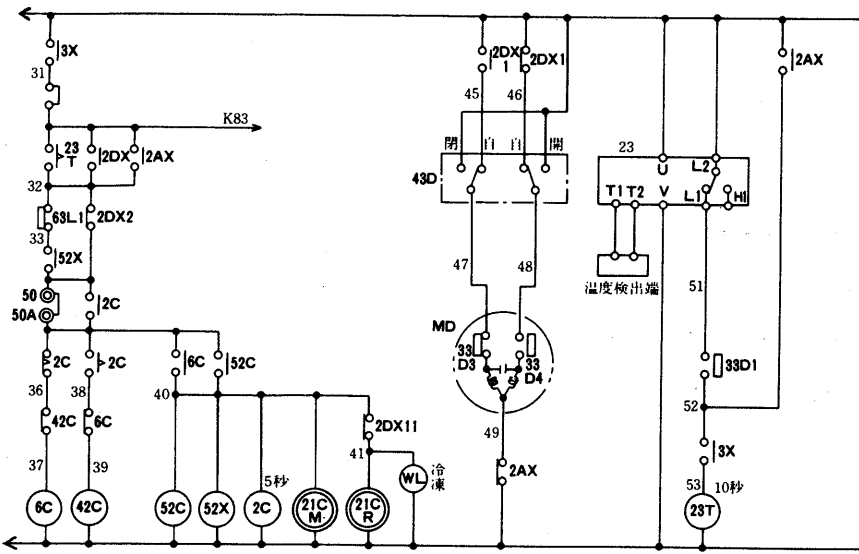 3X
31
K83
23
T
2DX
2AX
32
63L1
2DX2
33
52X
50
50A
2C
2C
2C
6C
52C
36
38
40
42C
6C
2DX11
41
37
39
5秒
WL
冷凍
6C
42C
52C
52X
2C
21C
M
21C
R
2DX
1
2DX1
2AX
45
46
閉
自
自
開
43D
47
48
MD
33
D3
33
D4
49
2AX
23
U
L2
T1
T2
V
L1
H1
温度検出端
51
33D1
52
3X
53
10秒
23T